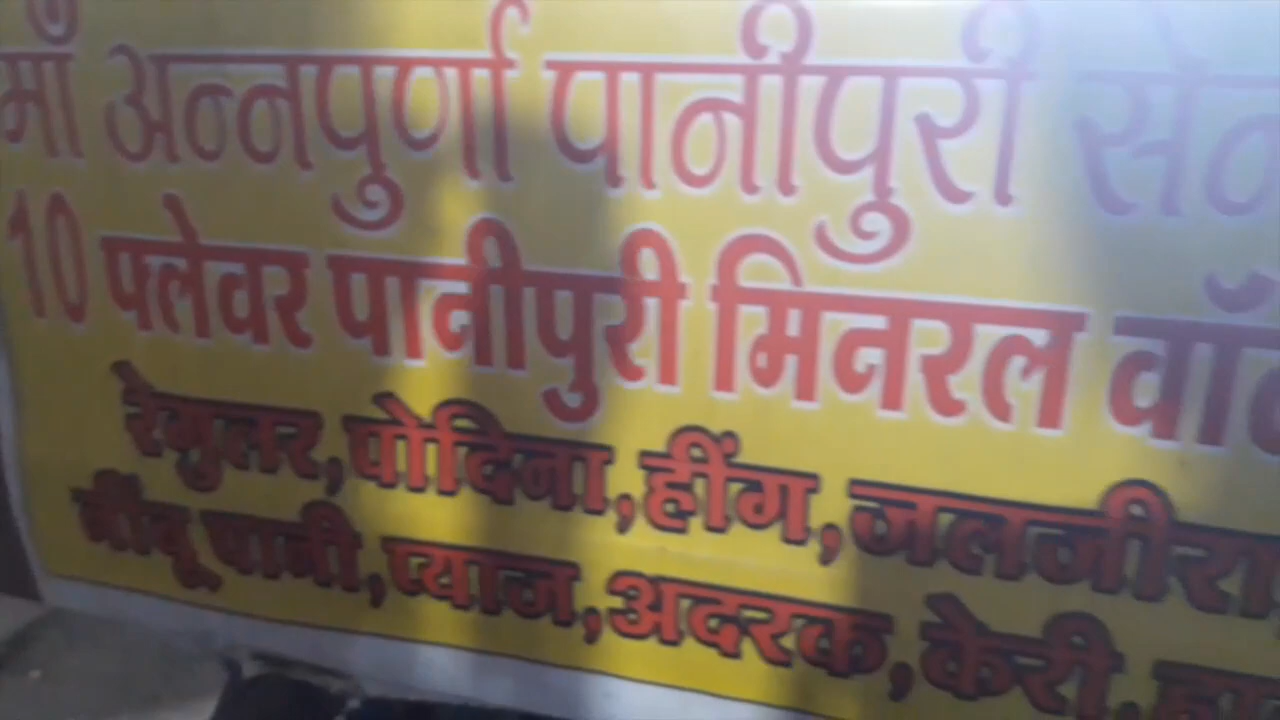 माँ अन्नपुर्णा पानीपुरी
10 फ्लेवर पानीपुरी मिनरल
रेगुलर, पोदिना, हींग, जलजीरा,
नींबू पानी, प्याज, अदरक, केरी,